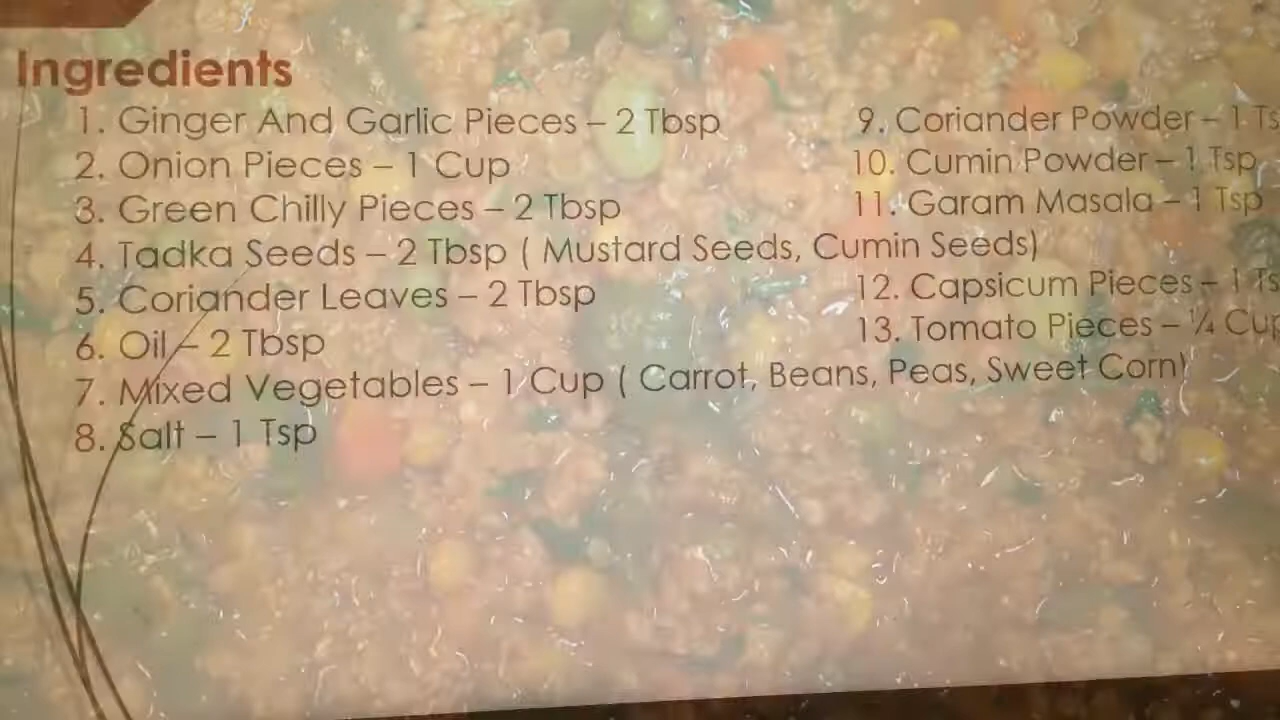 Ingredients
1. Ginger And Garlic Pieces – 2 Tbsp
2. Onion Pieces – 1 Cup
3. Green Chilly Pieces – 2 Tbsp
4. Tadka Seeds – 2 Tbsp ( Mustard Seeds, Cumin Seeds)
5. Coriander Leaves – 2 Tbsp
6. Oil – 2 Tbsp
7. Mixed Vegetables – 1 Cup ( Carrot, Beans, Peas, Sweet Corn)
8. Salt – 1 Tsp
9. Coriander Powder – 1 Ts
10. Cumin Powder – 1 Tsp
11. Garam Masala – 1 Tsp
12. Capsicum Pieces – 1 Ts
13. Tomato Pieces – ¼ Cup